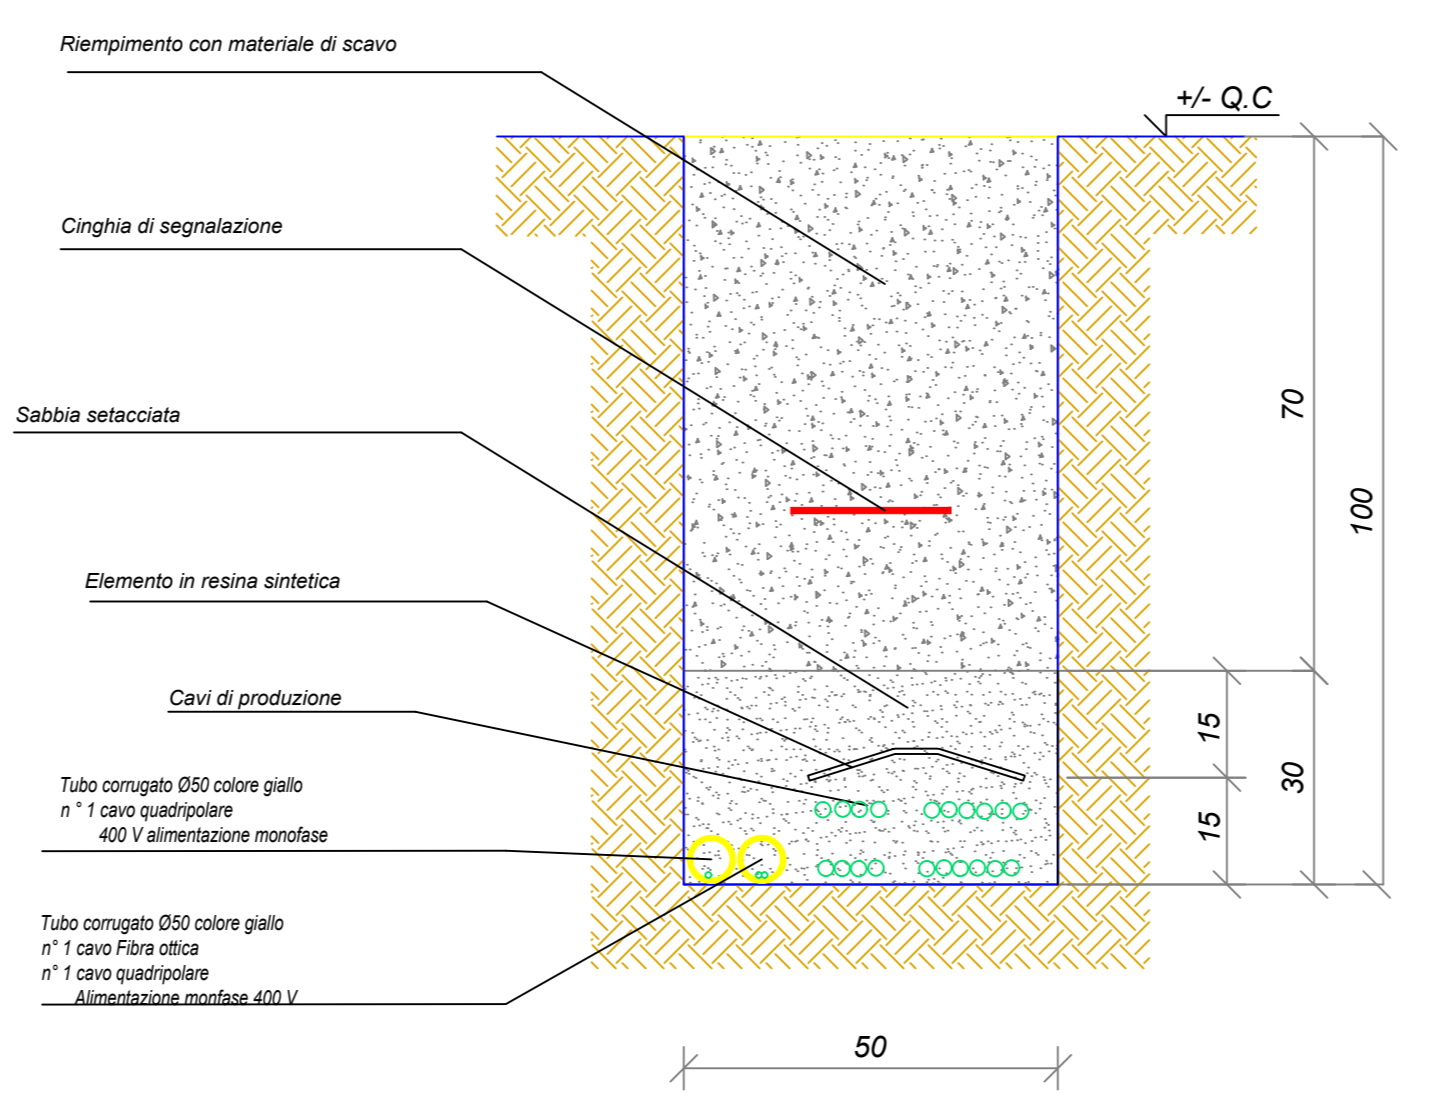 Riempimento con materiale di scavo
+/- Q.C
Cinghia di segnalazione
70
Sabbia setacciata
100
Elemento in resina sintetica
Cavi di produzione
15
30
15
Tubo corrugato Ø50 colore giallo
n ° 1 cavo quadripolare
400 V alimentazione monofase
Tubo corrugato Ø50 colore giallo
n° 1 cavo Fibra ottica
n° 1 cavo quadripolare
Alimentazione monfase 400 V
50